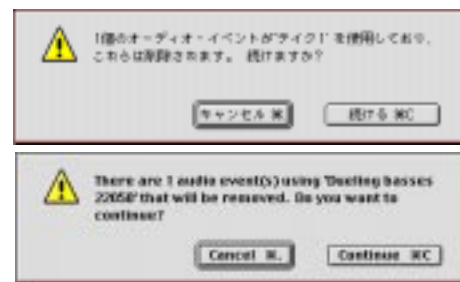 1個のオーディオ・イベントが'テイク1' を使用しており、
これらは削除されます。 続けますか?
キャンセル ⌘.
続ける ⌘C
There are 1 audio event(s) using 'Dueling basses
22050' that will be removed. Do you want to
continue?
Cancel ⌘.
Continue ⌘C